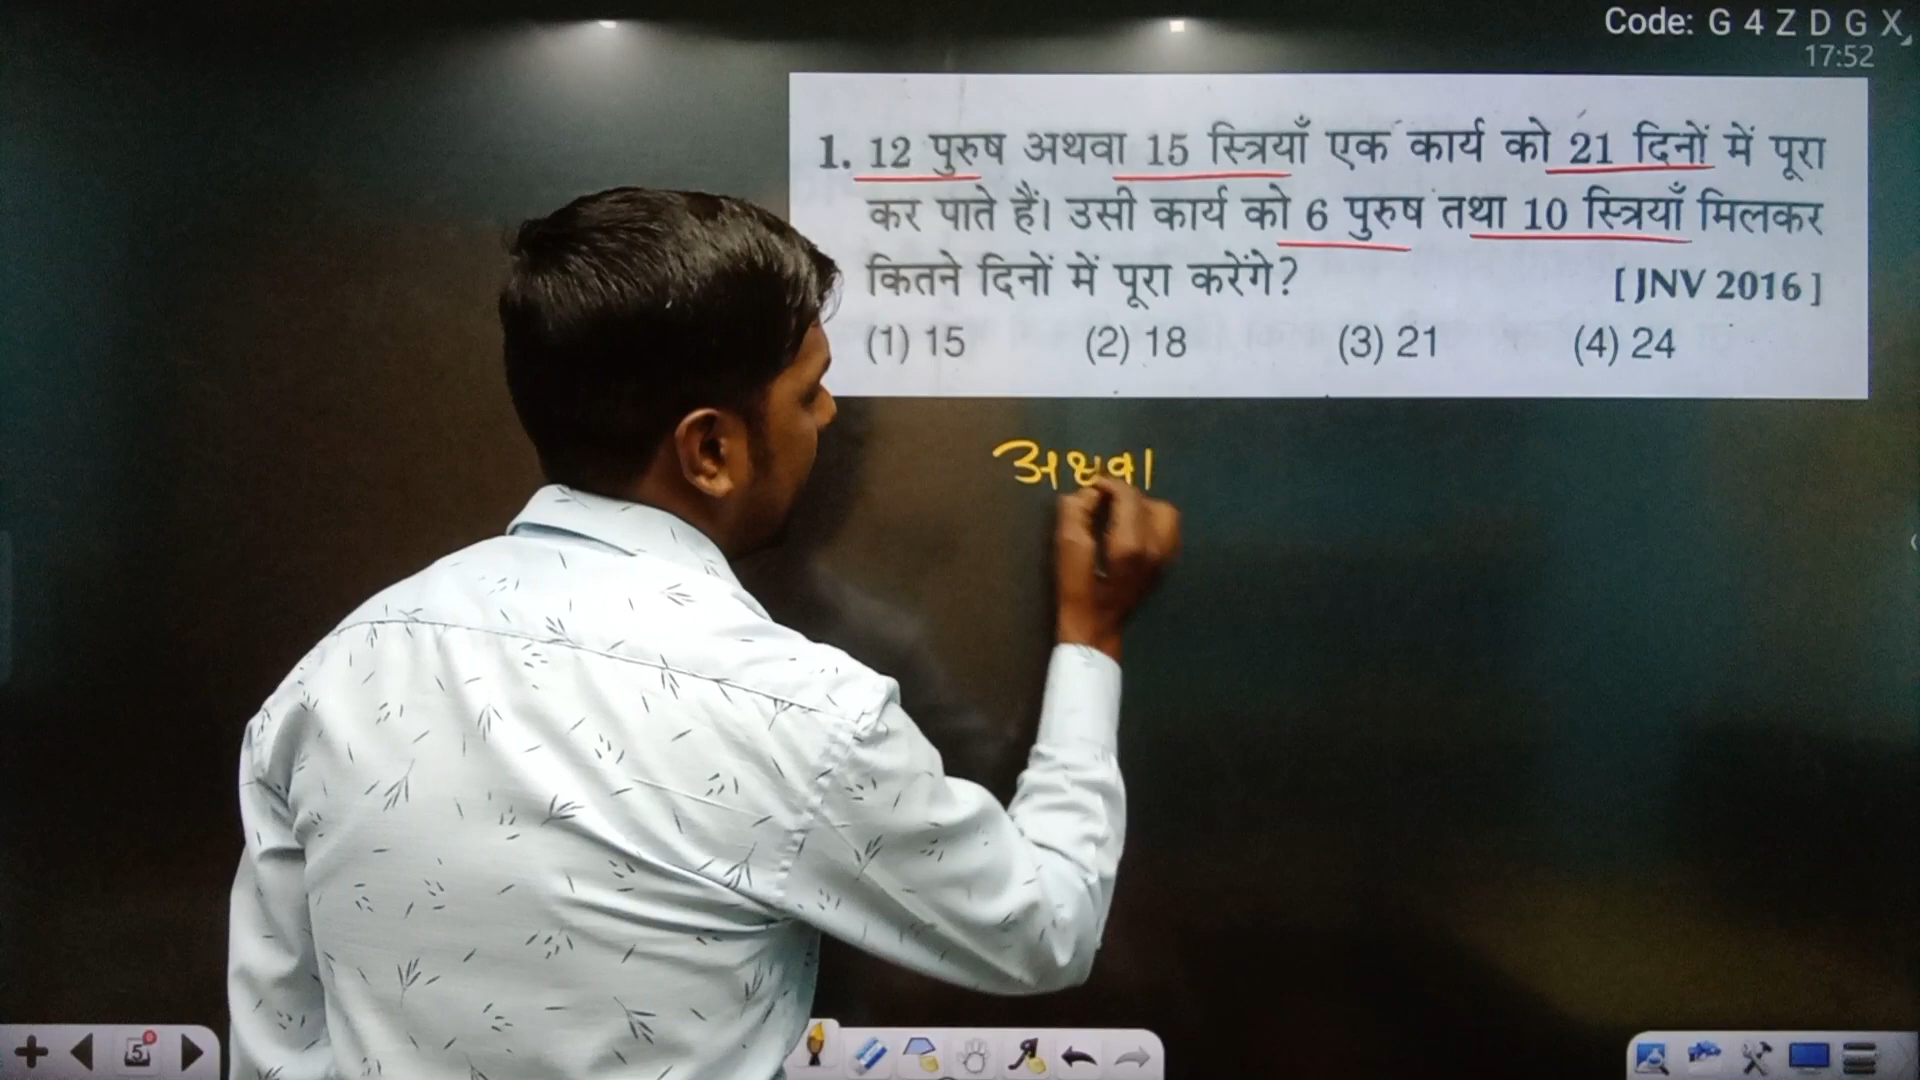 Code: G 4 Z D G X
17:52
1. 12 पुरुष अथवा 15 स्त्रियाँ एक कार्य को 21 दिनों में पूरा
कर पाते हैं। उसी कार्य को 6 पुरुष तथा 10 स्त्रियाँ मिलकर
कितने दिनों में पूरा करेंगे? [JNV 2016]
(1) 15 (2) 18 (3) 21 (4) 24
अथवा
5